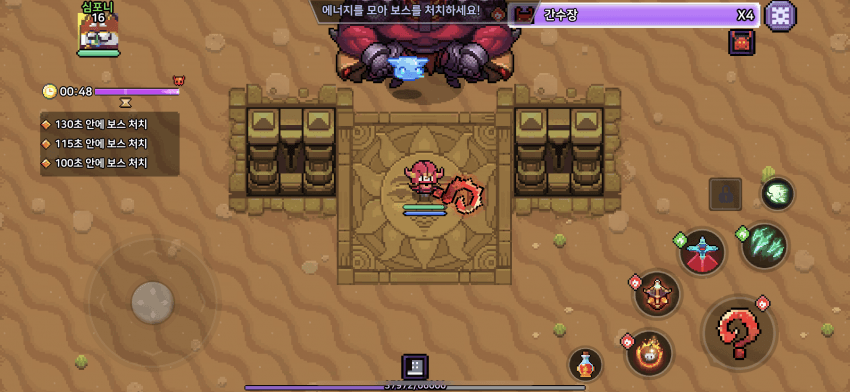 심포니
16
에너지를 모아 보스를 처치하세요!
간수장
X4
00:48
130초 안에 보스 처치
115초 안에 보스 처치
100초 안에 보스 처치